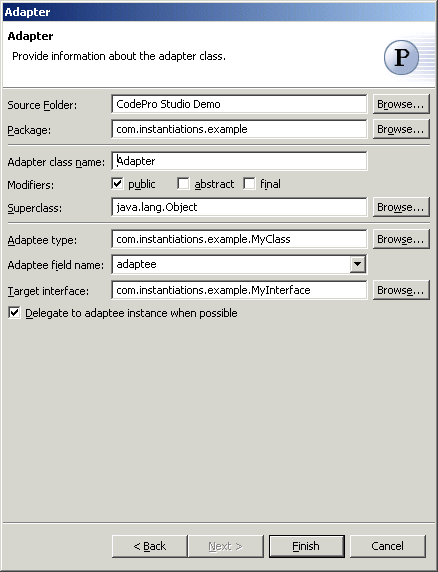 Adapter
Adapter
Provide information about the adapter class.
P
Source Folder: CodePro Studio Demo Browse...
Package: com.instantiations.example Browse...
Adapter class name: Adapter
Modifiers: public abstract final
Superclass: java.lang.Object Browse...
Adaptee type: com.instantiations.example.MyClass Browse...
Adaptee field name: adaptee
Target interface: com.instantiations.example.MyInterface Browse...
Delegate to adaptee instance when possible
< Back Next > Finish Cancel